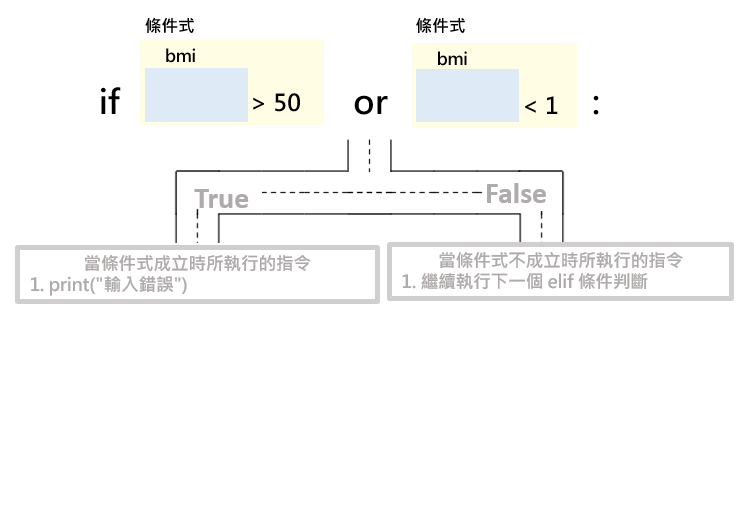 條件式 條件式
bmi bmi
if > 50 or < 1 :
True False
當條件式成立時所執行的指令
1. print("輸入錯誤")
當條件式不成立時所執行的指令
1. 繼續執行下一個 elif 條件判斷